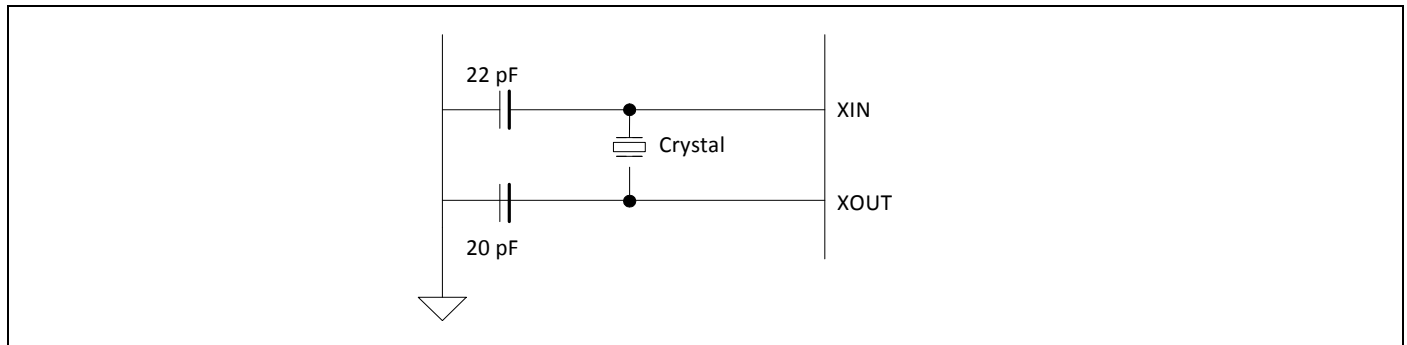 22 pF
XIN
Crystal
XOUT
20 pF